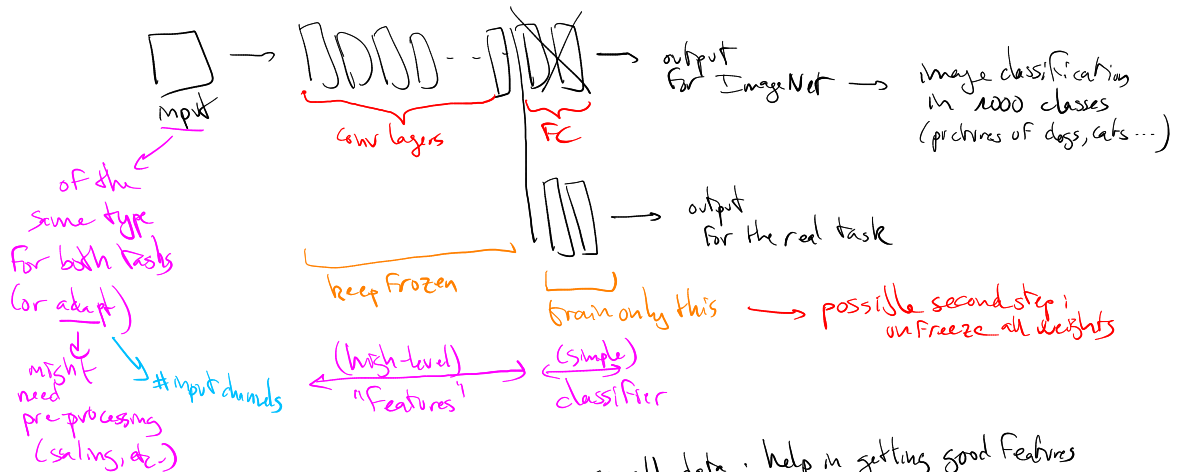 input
conv layers
FC
output
for ImageNet
image classification
in 1000 classes
(pictures of dogs, cats ...)
of the
same type
for both tasks
(or adapt)
might
need
pre-processing
(scaling, etc.)
# input channels
output
for the real task
keep frozen
train only this
possible second step:
unfreeze all weights
(high-level)
"features"
(simple)
classifier
data: help in getting good features